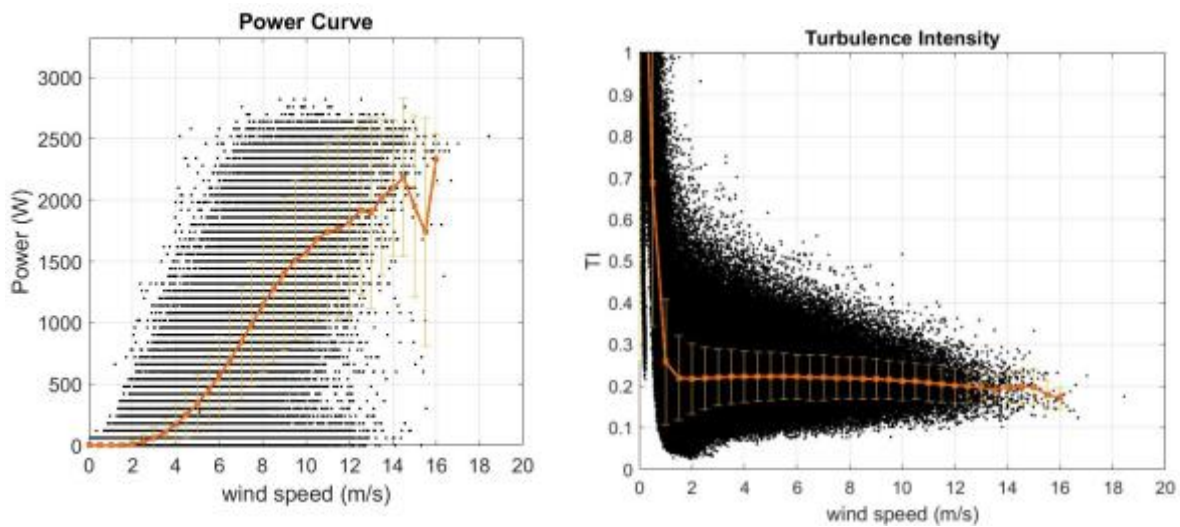 Power Curve
3000
2500
2000
1500
1000
500
0
Power (W)
0 2 4 6 8 10 12 14 16 18 20
wind speed (m/s)
Turbulence Intensity
1
0.9
0.8
0.7
0.6
0.5
0.4
0.3
0.2
0.1
0
TI
0 2 4 6 8 10 12 14 16 18 20
wind speed (m/s)